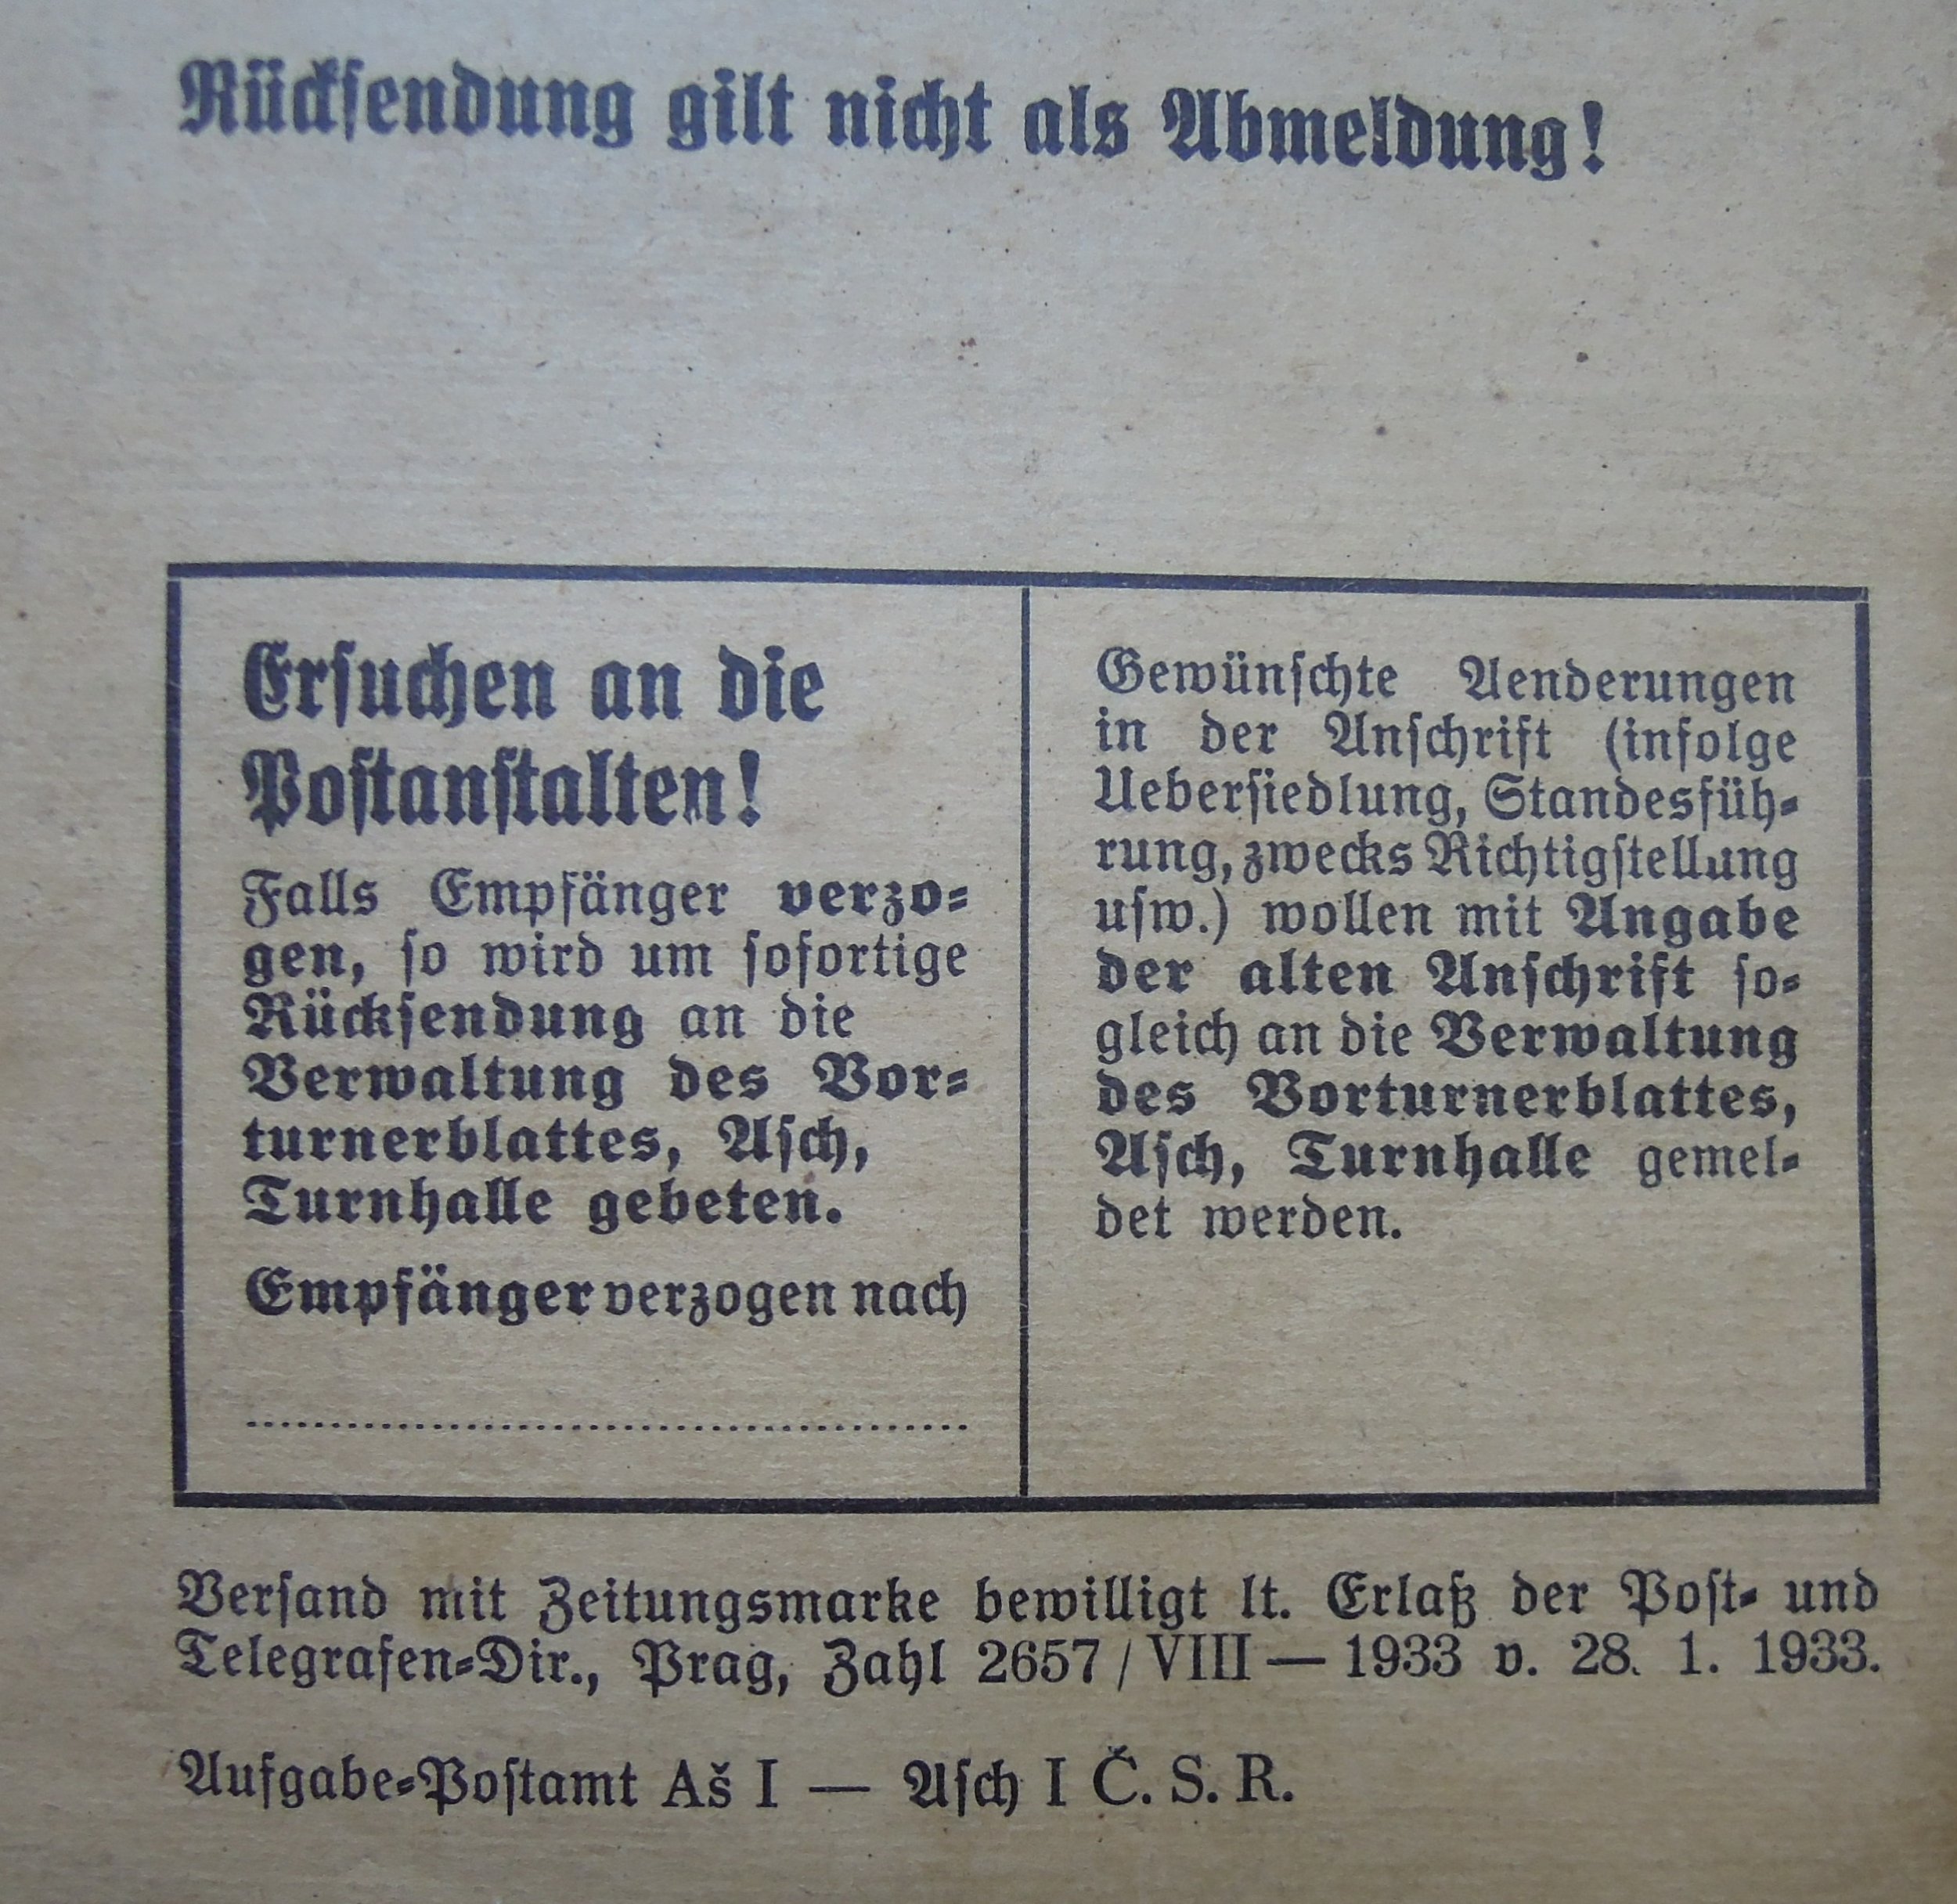 Rücksendung gilt nicht als Abmeldung!
Ersuchen an die
Postanstalten!
Falls Empfänger verzo-
gen, so wird um sofortige
Rücksendung an die
Verwaltung des Vor-
turnerblattes, Asch,
Turnhalle gebeten.
Empfänger verzogen nach
Gewünschte Aenderungen
in der Anschrift (infolge
Uebersiedlung, Standesfüh-
rung, zwecks Richtigstellung
usw.) wollen mit Angabe
der alten Anschrift so-
gleich an die Verwaltung
des Vorturnerblattes,
Asch, Turnhalle gemel-
det werden.
Versand mit Zeitungsmarke bewilligt lt. Erlaß der Post- und
Telegrafen-Dir., Prag, Zahl 2657/VIII — 1933 v. 28. 1. 1933.
Aufgabe-Postamt Aš I — Asch I Č. S. R.